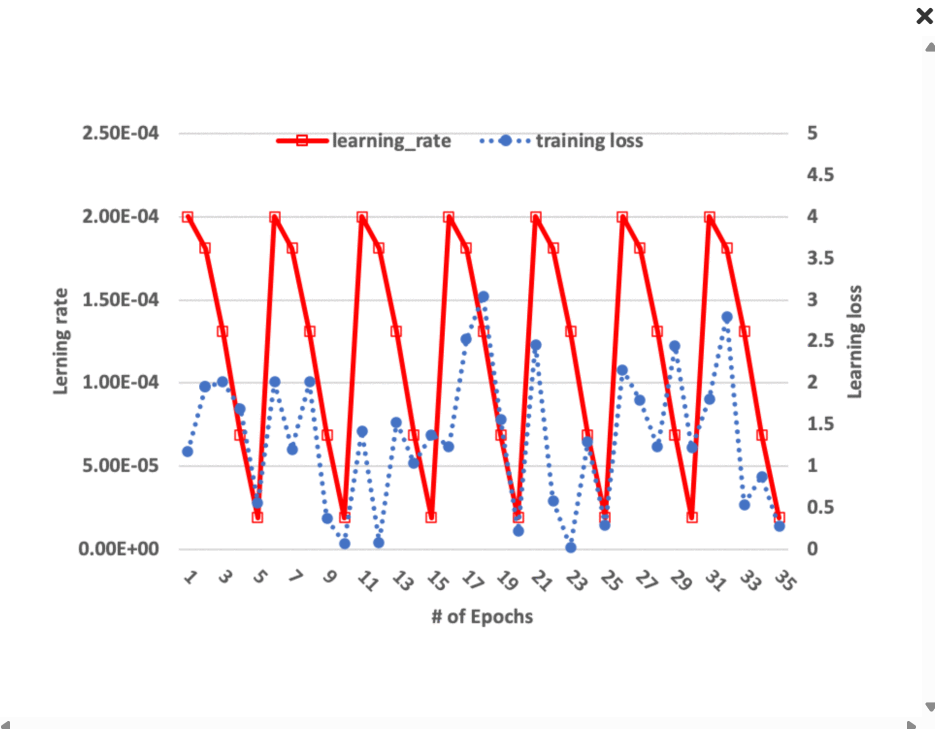 2.50E-04
2.00E-04
1.50E-04
1.00E-04
5.00E-05
0.00E+00
Lerning rate
learning_rate
training loss
5
4.5
4
3.5
3
2.5
2
1.5
1
0.5
0
Learning loss
1 3 5 7 9 11 13 15 17 19 21 23 25 27 29 31 33 35
# of Epochs